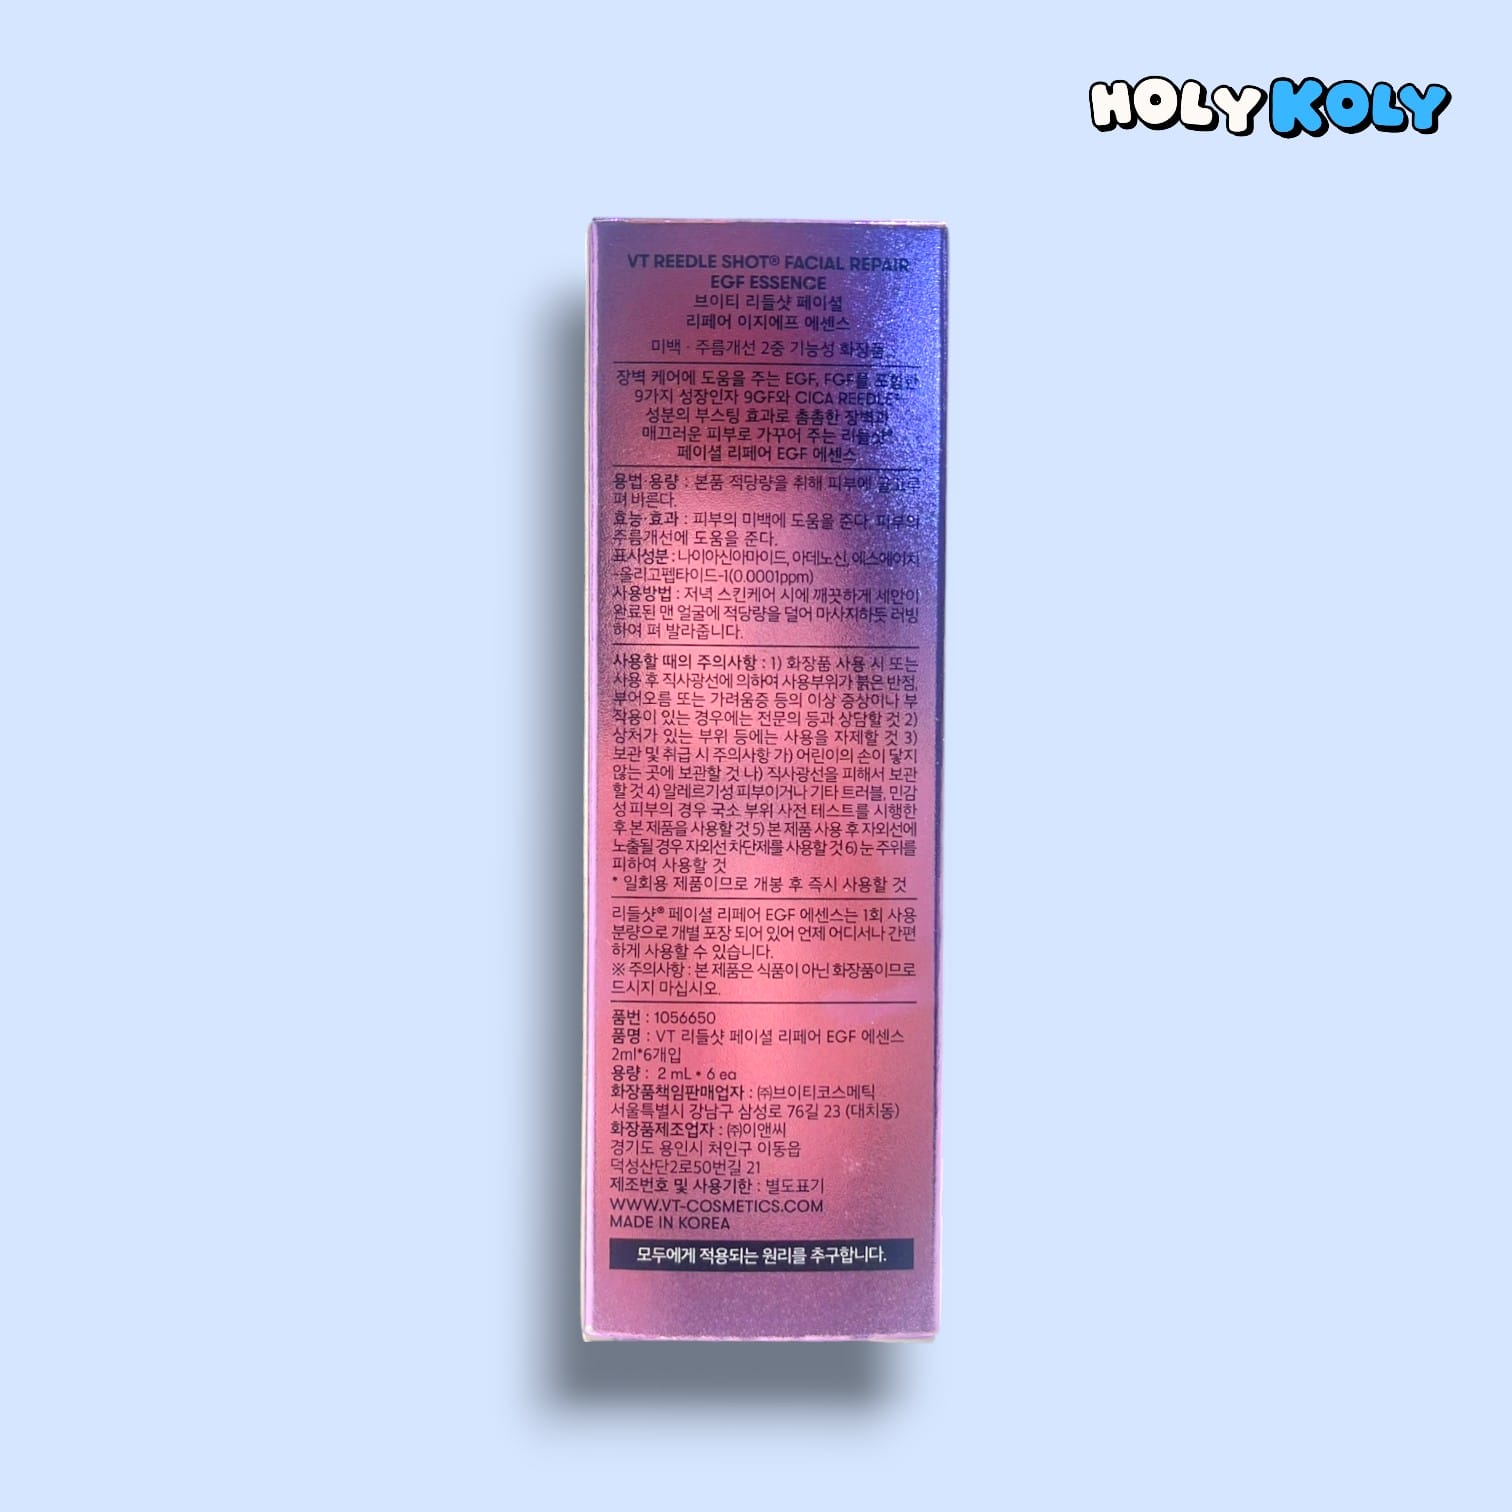 HOLY KOLY
VT REEDLE SHOT® FACIAL REPAIR
EGF ESSENCE
브이티 리들샷 페이셜
리페어 이지에프 에센스
미백 · 주름개선 2중 기능성 화장품
장벽 케어에 도움을 주는 EGF, FGF를 포함한
9가지 성장인자 9GF와 CICA REEDLE®
성분의 부스팅 효과로 촘촘한 장벽과
매끄러운 피부로 가꾸어 주는 리들샷®
페이셜 리페어 EGF 에센스
용법·용량 : 본품 적당량을 취해 피부에 골고루
펴 바른다.
효능·효과 : 피부의 미백에 도움을 준다. 피부의
주름개선에 도움을 준다.
표시성분 : 나이아신아마이드, 아데노신, 에스에이치
-올리고펩타이드-1(0.0001ppm)
사용방법 : 저녁 스킨케어 시에 깨끗하게 세안이
완료된 맨 얼굴에 적당량을 덜어 마사지하듯 러빙
하여 펴 발라줍니다.
사용할 때의 주의사항 : 1) 화장품 사용 시 또는
사용 후 직사광선에 의하여 사용부위가 붉은 반점,
부어오름 또는 가려움증 등의 이상 증상이나 부
작용이 있는 경우에는 전문의 등과 상담할 것 2)
상처가 있는 부위 등에는 사용을 자제할 것 3)
보관 및 취급 시 주의사항 가) 어린이의 손이 닿지
않는 곳에 보관할 것 나) 직사광선을 피해서 보관
할 것 4) 알레르기성 피부이거나 기타 트러블, 민감
성 피부의 경우 국소 부위 사전 테스트를 시행한
후 본 제품을 사용할 것 5) 본 제품 사용 후 자외선에
노출될 경우 자외선 차단제를 사용할 것 6) 눈 주위를
피하여 사용할 것
* 일회용 제품이므로 개봉 후 즉시 사용할 것
리들샷® 페이셜 리페어 EGF 에센스는 1회 사용
분량으로 개별 포장 되어 있어 언제 어디서나 간편
하게 사용할 수 있습니다.
※ 주의사항 : 본 제품은 식품이 아닌 화장품이므로
드시지 마십시오.
품번 : 1056650
품명 : VT 리들샷 페이셜 리페어 EGF 에센스
2ml*6개입
용량 : 2 mL • 6 ea
화장품책임판매업자 : ㈜브이티코스메틱
서울특별시 강남구 삼성로 76길 23 (대치동)
화장품제조업자 : ㈜이앤씨
경기도 용인시 처인구 이동읍
덕성산단2로50번길 21
제조번호 및 사용기한 : 별도표기
WWW.VT-COSMETICS.COM
MADE IN KOREA
모두에게 적용되는 원리를 추구합니다.